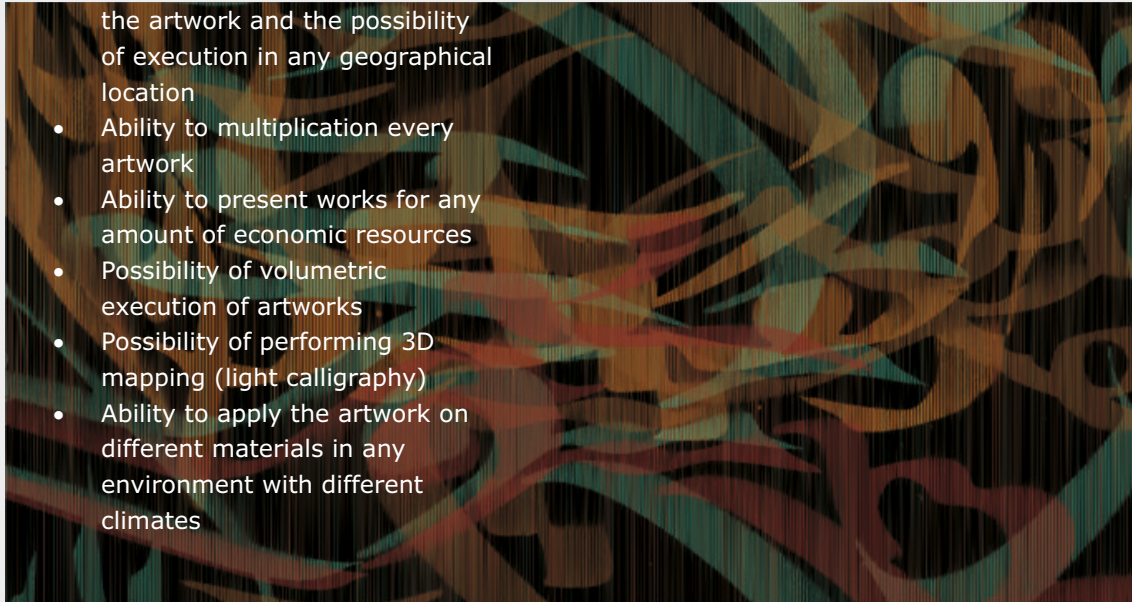 the artwork and the possibility
of execution in any geographical
location
• Ability to multiplication every
artwork
• Ability to present works for any
amount of economic resources
• Possibility of volumetric
execution of artworks
• Possibility of performing 3D
mapping (light calligraphy)
• Ability to apply the artwork on
different materials in any
environment with different
climates